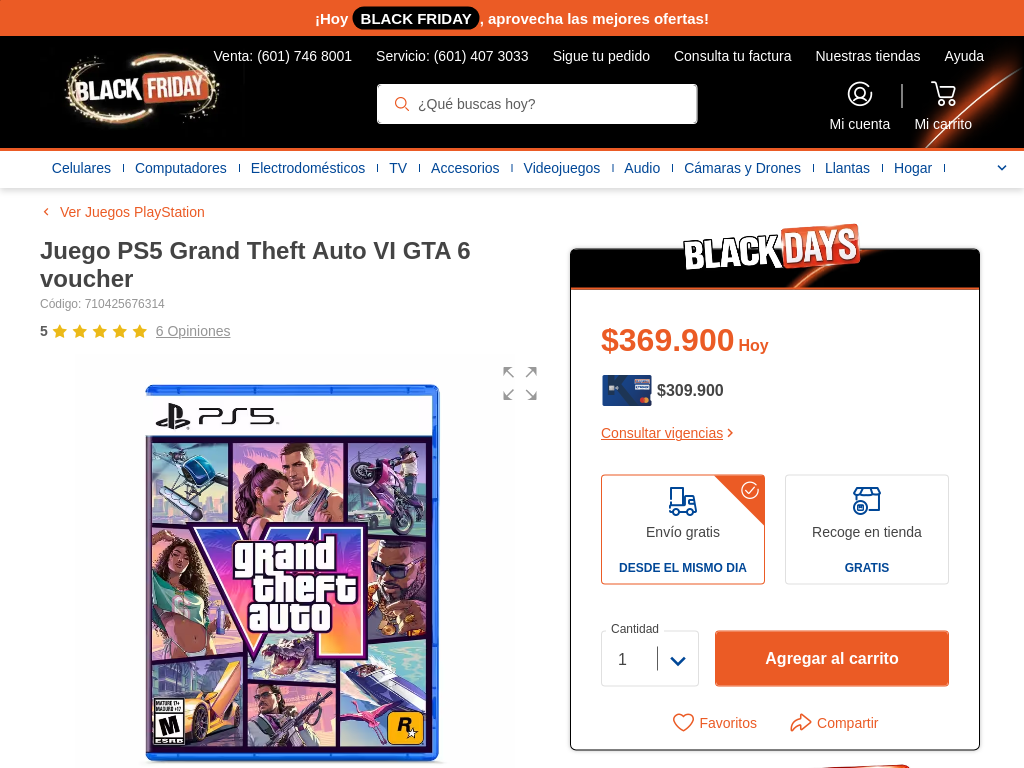 ¡Hoy BLACK FRIDAY, aprovecha las mejores ofertas!
Venta: (601) 746 8001
Servicio: (601) 407 3033
Sigue tu pedido
Consulta tu factura
Nuestras tiendas
Ayuda
BLACK FRIDAY
¿Qué buscas hoy?
Mi cuenta
Mi carrito
Celulares
Computadores
Electrodomésticos
TV
Accesorios
Videojuegos
Audio
Cámaras y Drones
Llantas
Hogar
Ver Juegos PlayStation
Juego PS5 Grand Theft Auto VI GTA 6
voucher
Código: 710425676314
5
6 Opiniones
PS5
grand
theft
auto
MATURE 17+
M
ESRB
R
BLACK DAYS
$369.900 Hoy
$309.900
Consultar vigencias
Envío gratis
DESDE EL MISMO DIA
Recoge en tienda
GRATIS
Cantidad
1
Agregar al carrito
Favoritos
Compartir